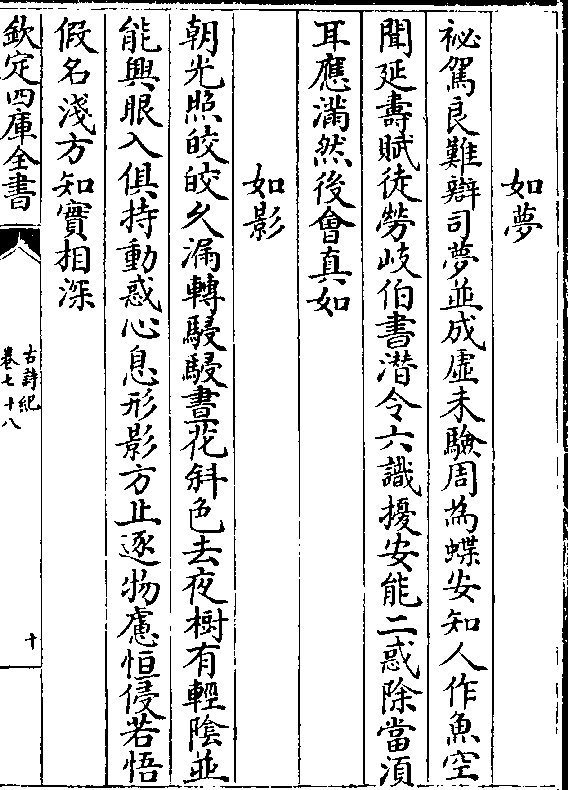 如夢
祕駕良難辯司夢並成虛未驗周為蝶安知人作魚空
聞延壽賦徒勞岐伯書潜令六識擾安能二惑除當湏
耳應滿然後會真如
如影
朝光照皎皎夕漏轉駸駸晝花斜色去夜樹有輕陰並
能興眼入俱持動惑心息形影方止逐物慮恒侵若悟
假名淺方知實相深
欽定四庫全書
古詩紀
卷七十八
十